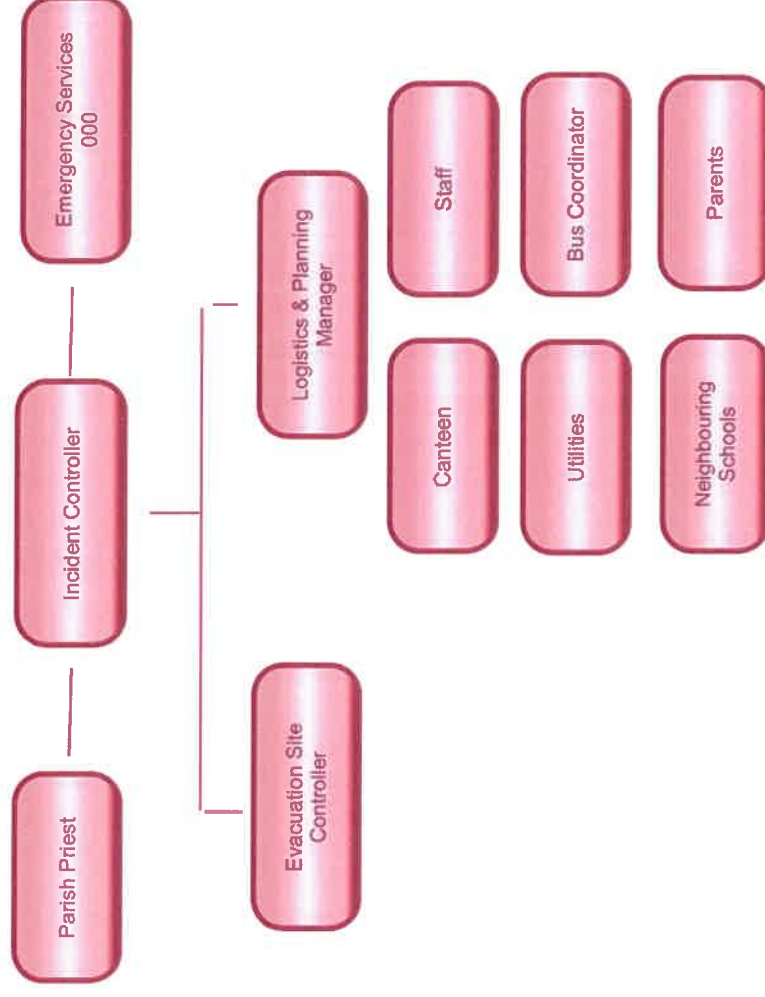 Parish Priest
Incident Controller
Emergency Services
000
Evacuation Site
Controller
Logistics & Planning
Manager
Canteen
Staff
Utilities
Bus Coordinator
Neighbouring
Schools
Parents